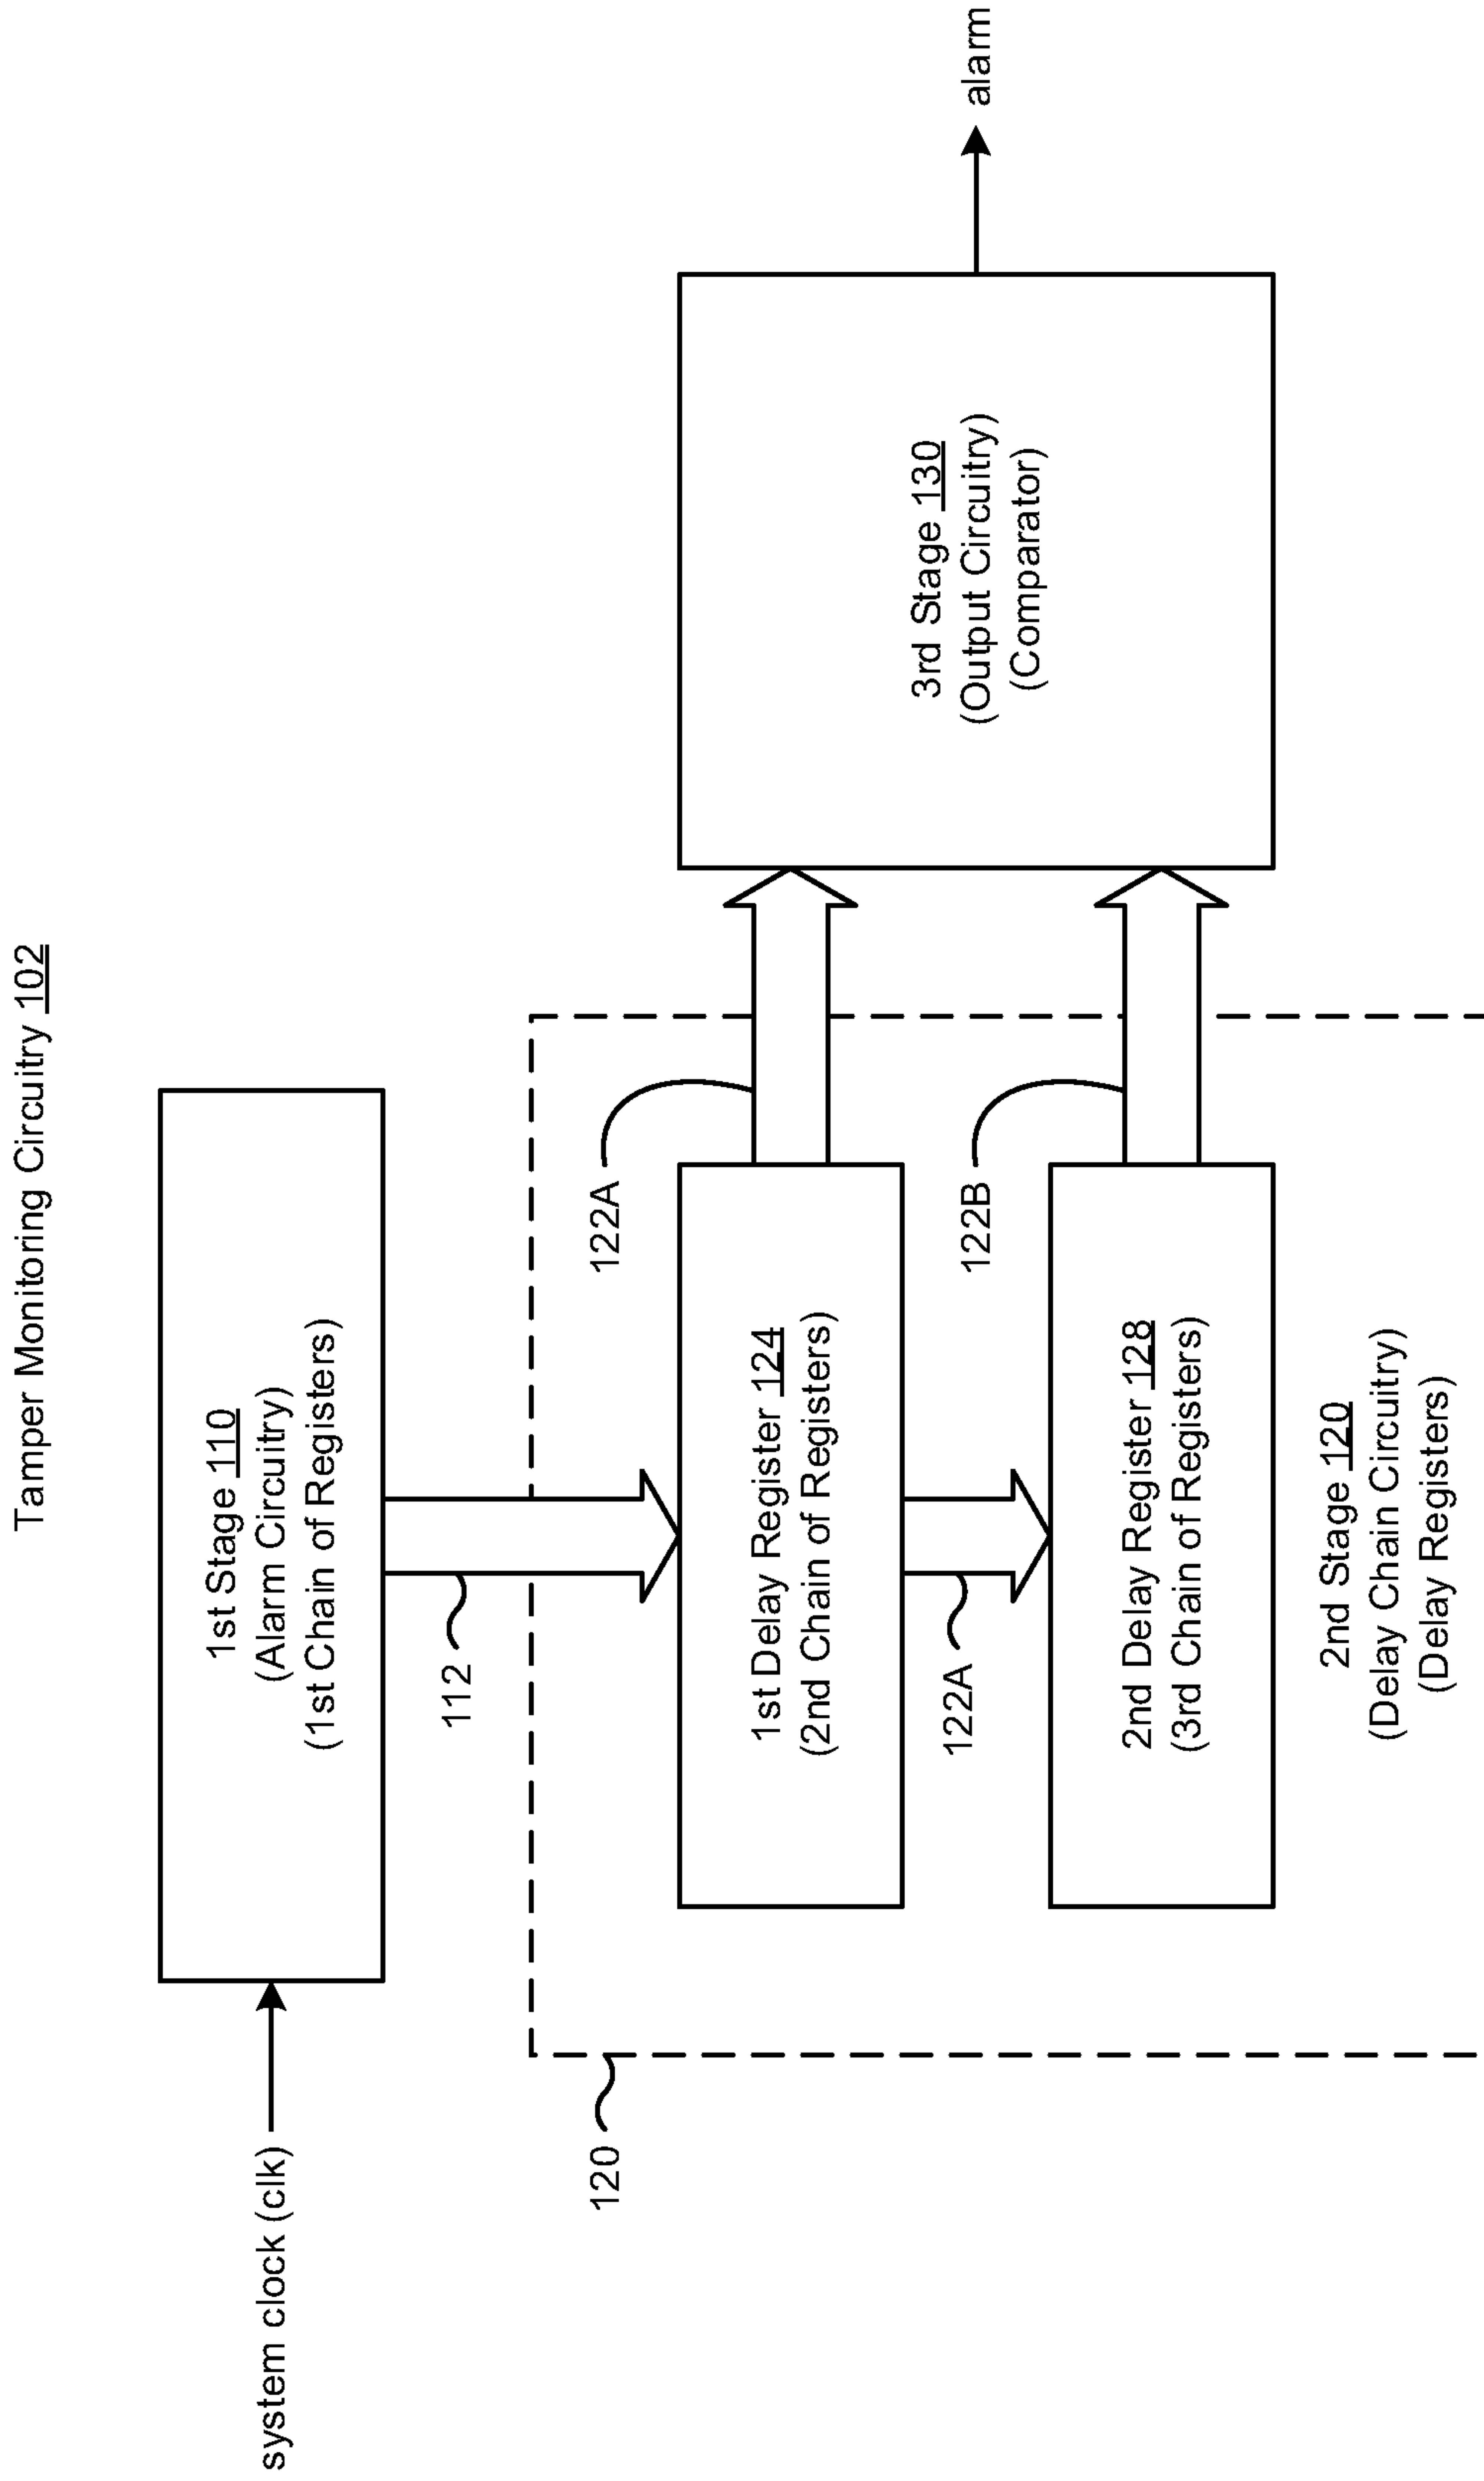 Tamper Monitoring Circuitry 102
system clock (clk)
1st Stage 110
(Alarm Circuitry)
(1st Chain of Registers)
112
120
122A
1st Delay Register 124
(2nd Chain of Registers)
122A
122B
2nd Delay Register 128
(3rd Chain of Registers)
2nd Stage 120
(Delay Chain Circuitry)
(Delay Registers)
3rd Stage 130
(Output Circuitry)
(Comparator)
alarm